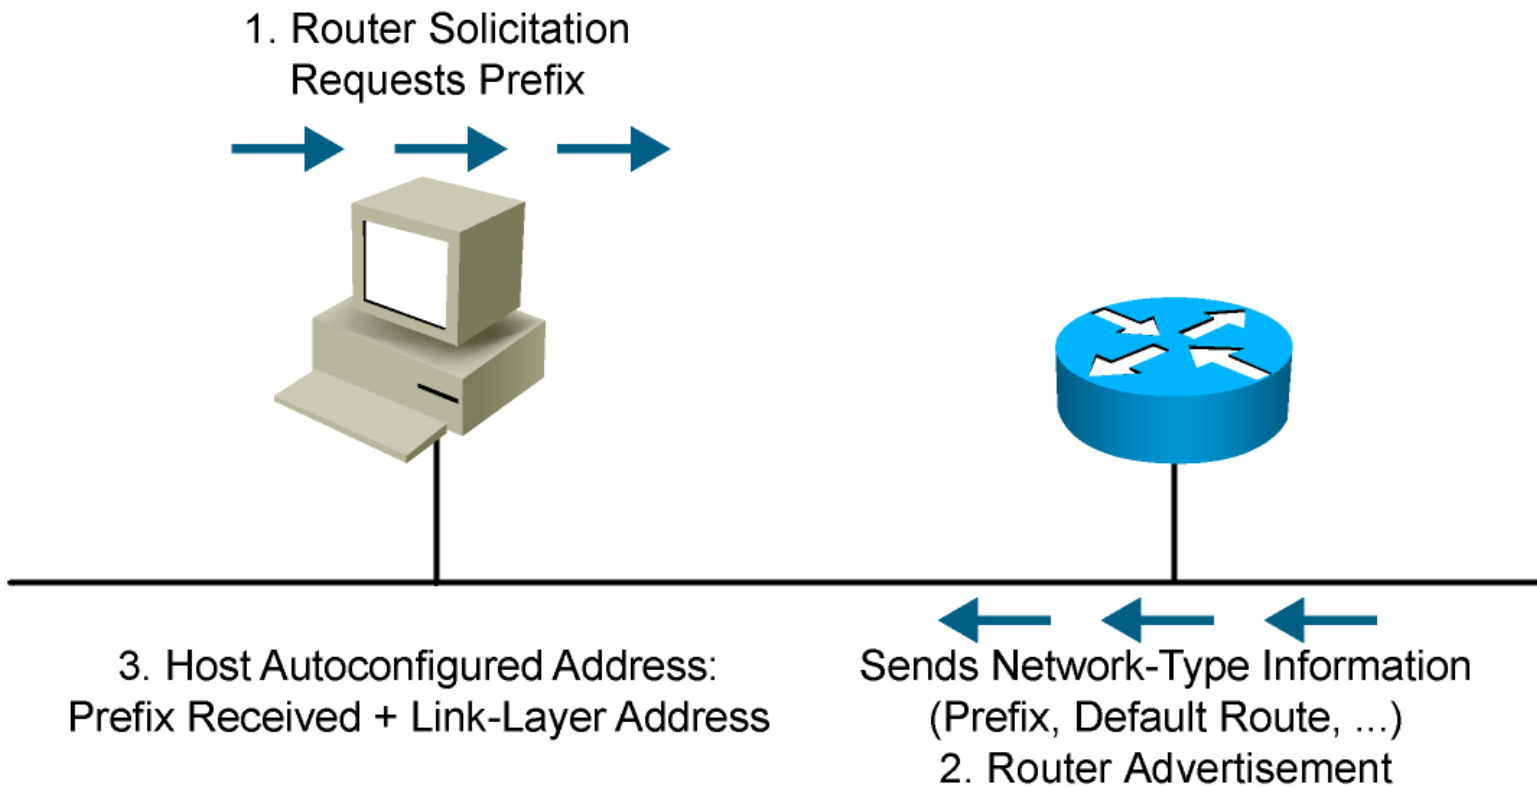 1. Router Solicitation
Requests Prefix
3. Host Autoconfigured Address:
Prefix Received + Link-Layer Address
Sends Network-Type Information
(Prefix, Default Route, ...)
2. Router Advertisement